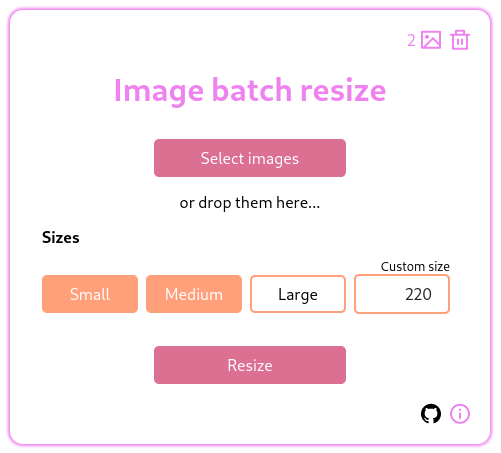 2
Image batch resize
Select images
or drop them here...
Sizes
Custom size
Small Medium Large 220
Resize